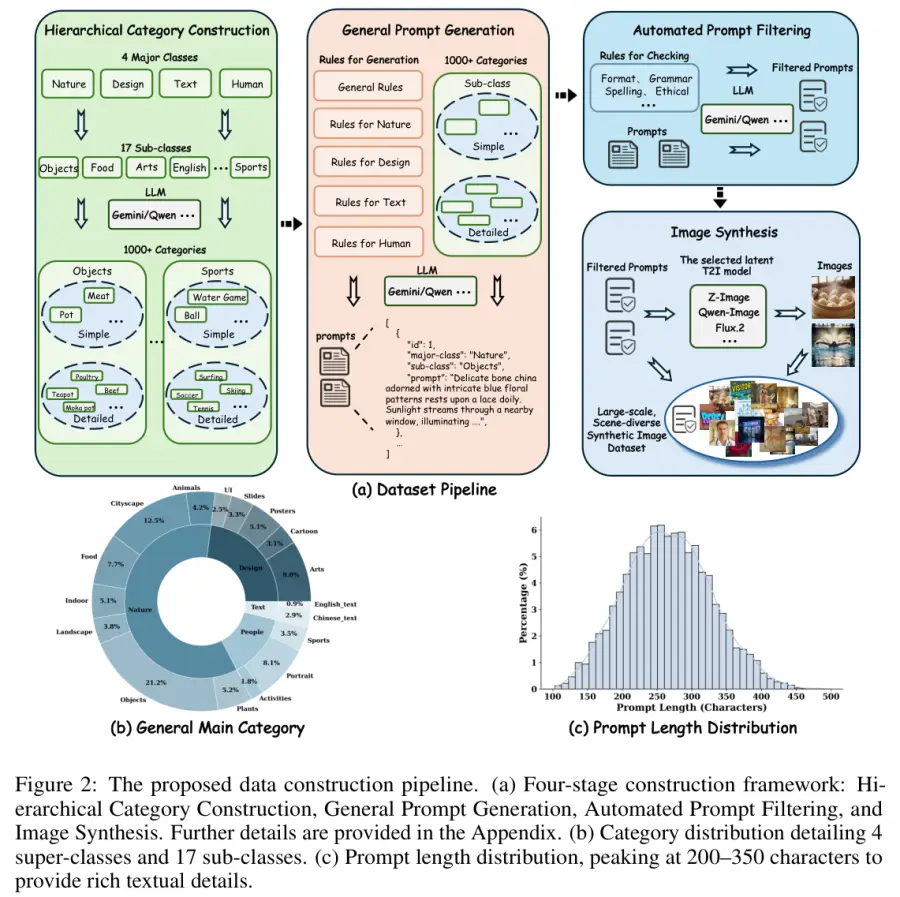 Hierarchical Category Construction
4 Major Classes
Nature
Design
Text
Human
17 Sub-classes
Objects
Food
Arts
English
...
Sports
LLM
Gemini/Qwen ...
1000+ Categories
Objects
Meat
Pot
...
Simple
Poultry
Teapot
Beef
Moka pot
...
Detailed
...
Sports
Water Game
Ball
...
Simple
Surfing
Soccer
Skiing
Tennis
...
Detailed
General Prompt Generation
Rules for Generation
General Rules
Rules for Nature
Rules for Design
Rules for Text
Rules for Human
1000+ Categories
Sub-class
...
Simple
...
Detailed
LLM
Gemini/Qwen ...
prompts
[
{
"id": 1,
"major-class": "Nature",
"sub-class": "Objects",
"prompt": "Delicate bone china
adorned with intricate blue floral
patterns rests upon a lace doily.
Sunlight streams through a nearby
window, illuminating ....",
},
...
]
Automated Prompt Filtering
Rules for Checking
Format、 Grammar
Spelling、 Ethical
...
Prompts
LLM
Gemini/Qwen ...
Filtered Prompts
Image Synthesis
Filtered Prompts
The selected latent
T2I model
Z-Image
Qwen-Image
Flux.2
...
Images
Large-scale,
Scene-diverse
Synthetic Image
Dataset
(a) Dataset Pipeline
Animals
UI
Slides
Posters
Cartoon
Arts
English_text
Chinese_text
Sports
Portrait
Activities
Plants
Objects
Landscape
Indoor
Food
Cityscape
4.2%
2.5%
3.3%
5.1%
3.1%
9.0%
0.9%
2.9%
3.5%
8.1%
1.8%
5.2%
21.2%
3.8%
5.1%
7.7%
12.5%
Nature
Design
Text
People
(b) General Main Category
Percentage (%)
6
5
4
3
2
1
0
100
150
200
250
300
350
400
450
500
Prompt Length (Characters)
(c) Prompt Length Distribution
Figure 2: The proposed data construction pipeline. (a) Four-stage construction framework: Hi-
erarchical Category Construction, General Prompt Generation, Automated Prompt Filtering, and
Image Synthesis. Further details are provided in the Appendix. (b) Category distribution detailing 4
super-classes and 17 sub-classes. (c) Prompt length distribution, peaking at 200–350 characters to
provide rich textual details.